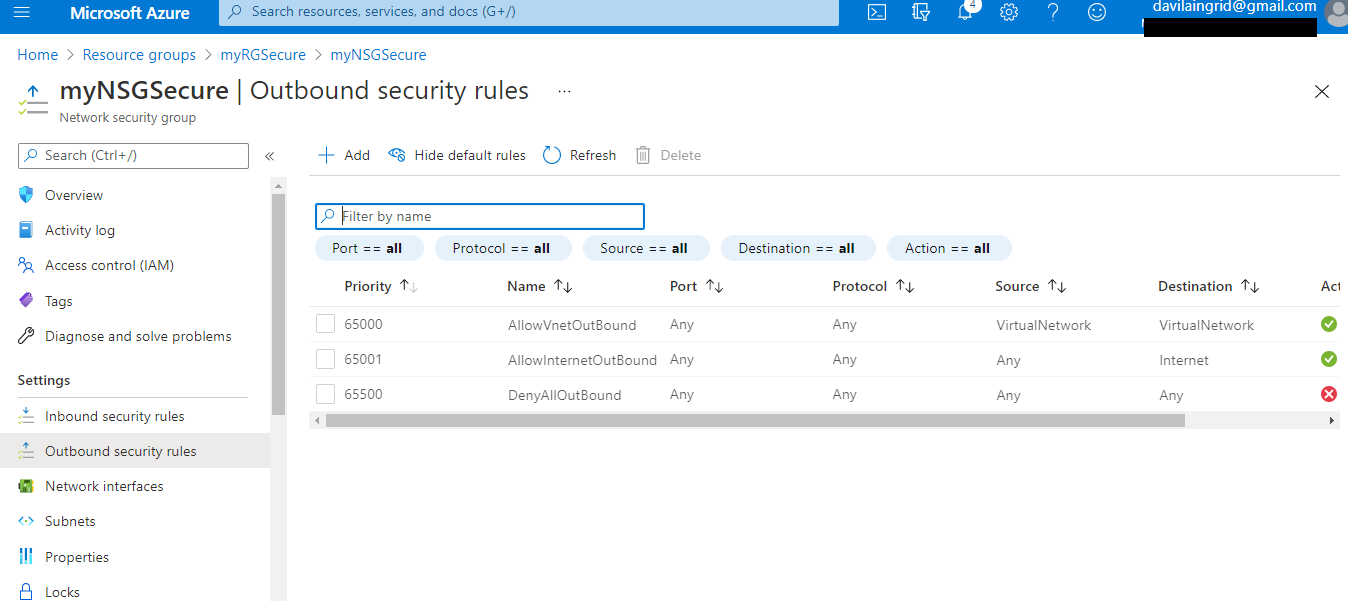 Microsoft Azure
Search resources, services, and docs (G+/)
4
davilaingrid@gmail.com
Home > Resource groups > myRGSecure > myNSGSecure
myNSGSecure | Outbound security rules ...
Network security group
Search (Ctrl+/)
«
Add
Hide default rules
Refresh
Delete
Overview
Activity log
Access control (IAM)
Tags
Diagnose and solve problems
Settings
Inbound security rules
Outbound security rules
Network interfaces
Subnets
Properties
Locks
Filter by name
Port == all
Protocol == all
Source == all
Destination == all
Action == all
Priority ↑↓ Name ↑↓ Port ↑↓ Protocol ↑↓ Source ↑↓ Destination ↑↓ Act
65000 AllowVnetOutBound Any Any VirtualNetwork VirtualNetwork
65001 AllowInternetOutBound Any Any Any Internet
65500 DenyAllOutBound Any Any Any Any